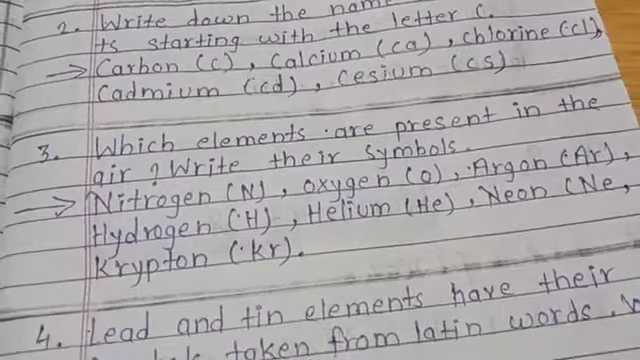 2. Write down the name
ts starting with the letter C.
→ Carbon (C), Calcium (Ca), Chlorine (Cl),
Cadmium (Cd), Cesium (Cs)
3. Which elements are present in the
air? Write their symbols.
→ Nitrogen (N), Oxygen (O), Argon (Ar),
Hydrogen (H), Helium (He), Neon (Ne,
Krypton (Kr).
4. Lead and tin elements have their
taken from latin words.